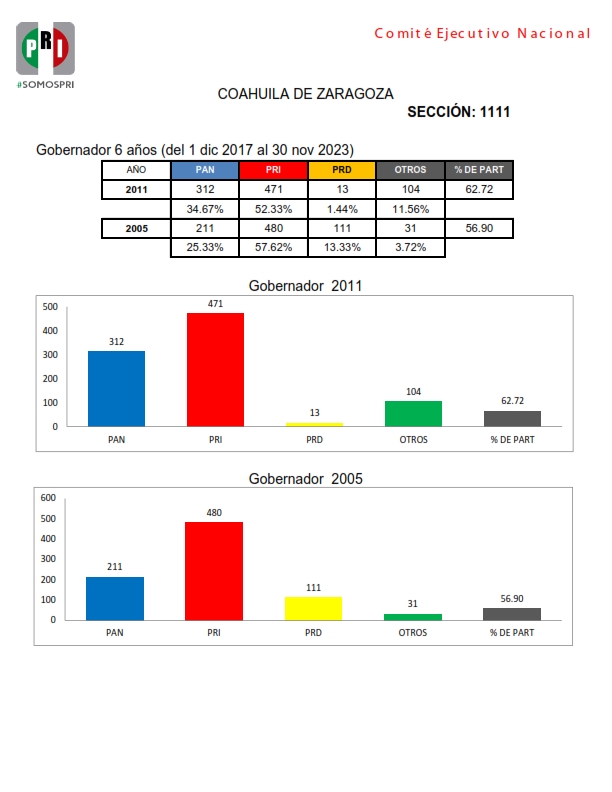 Comité Ejecutivo Nacional
PRI
#SOMOSPRI
COAHUILA DE ZARAGOZA
SECCIÓN: 1111
Gobernador 6 años (del 1 dic 2017 al 30 nov 2023)
AÑO PAN PRI PRD OTROS % DE PART
2011 312 471 13 104 62.72
34.67% 52.33% 1.44% 11.56%
2005 211 480 111 31 56.90
25.33% 57.62% 13.33% 3.72%
Gobernador 2011
500
400
300
200
100
0
312
471
13
104
62.72
PAN PRI PRD OTROS % DE PART
Gobernador 2005
600
500
400
300
200
100
0
211
480
111
31
56.90
PAN PRI PRD OTROS % DE PART